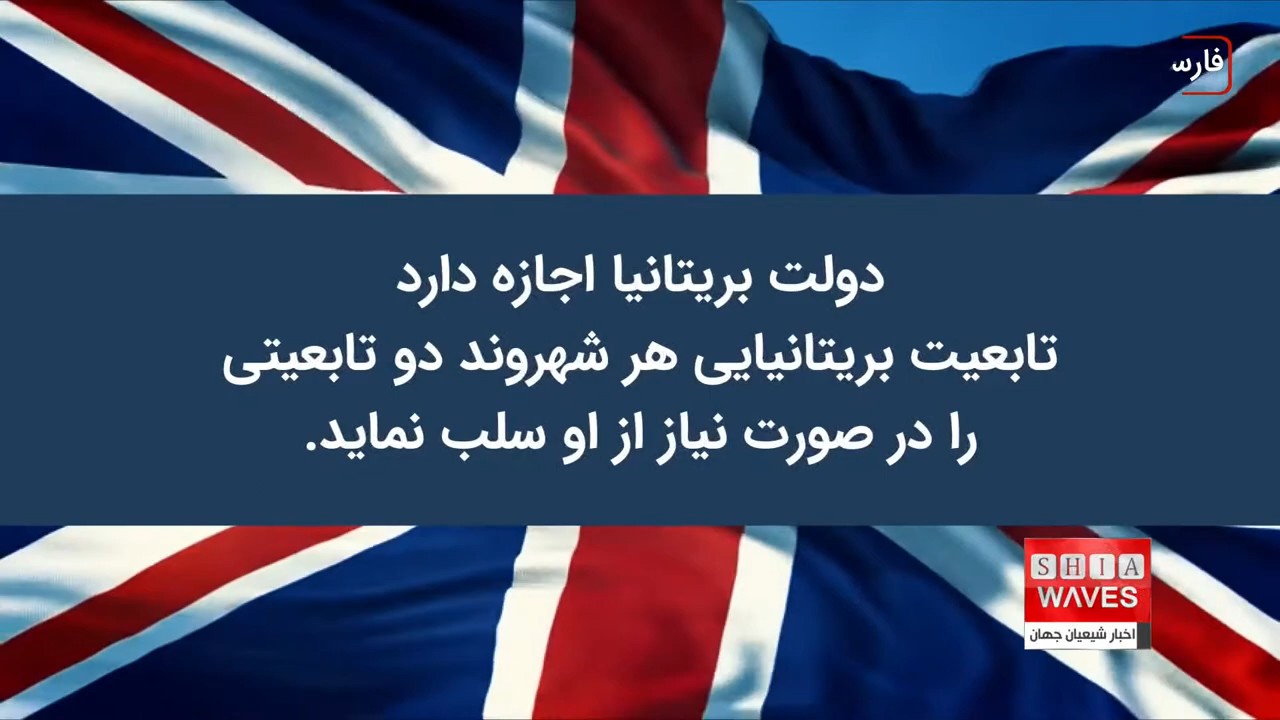 فارس
دولت بریتانیا اجازه دارد
تابعیت بریتانیایی هر شهروند دو تابعیتی
را در صورت نیاز از او سلب نماید.
SHIA
WAVES
اخبار شیعیان جهان